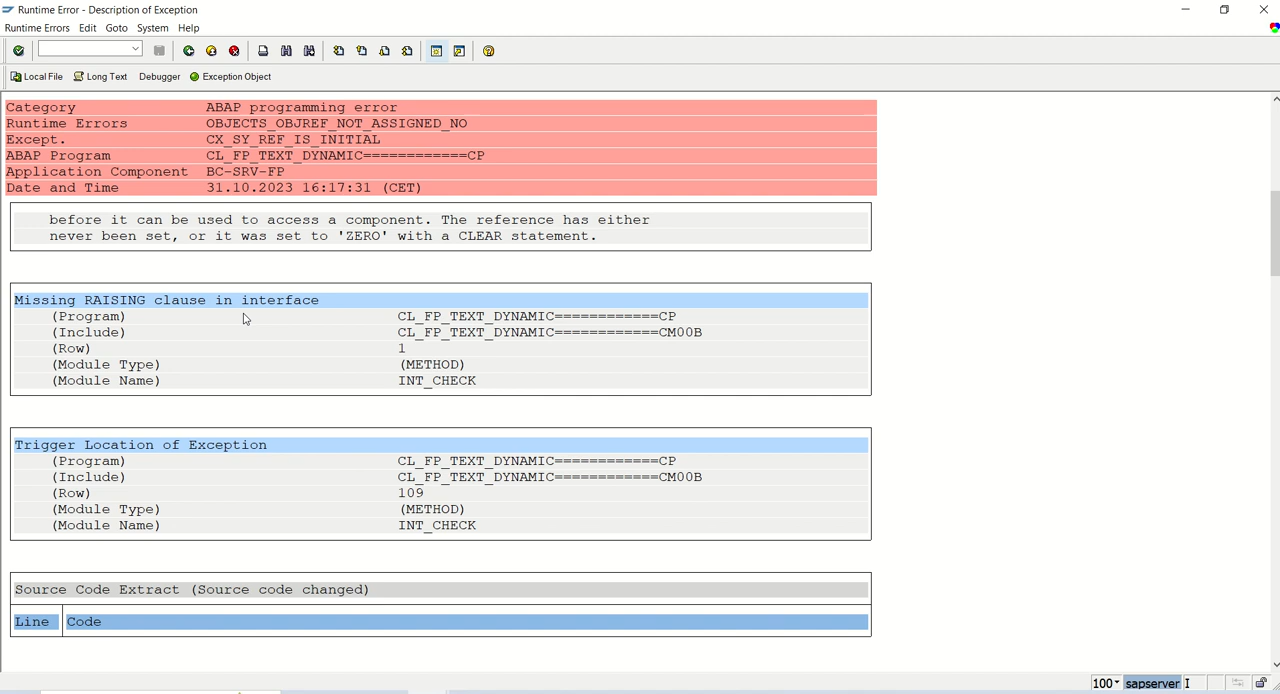 Runtime Error - Description of Exception
Runtime Errors Edit Goto System Help
Local File Long Text Debugger Exception Object
Category ABAP programming error
Runtime Errors OBJECTS_OBJREF_NOT_ASSIGNED_NO
Except. CX_SY_REF_IS_INITIAL
ABAP Program CL_FP_TEXT_DYNAMIC============CP
Application Component BC-SRV-FP
Date and Time 31.10.2023 16:17:31 (CET)
before it can be used to access a component. The reference has either
never been set, or it was set to 'ZERO' with a CLEAR statement.
Missing RAISING clause in interface
(Program) CL_FP_TEXT_DYNAMIC============CP
(Include) CL_FP_TEXT_DYNAMIC============CM00B
(Row) 1
(Module Type) (METHOD)
(Module Name) INT_CHECK
Trigger Location of Exception
(Program) CL_FP_TEXT_DYNAMIC============CP
(Include) CL_FP_TEXT_DYNAMIC============CM00B
(Row) 109
(Module Type) (METHOD)
(Module Name) INT_CHECK
Source Code Extract (Source code changed)
Line Code
100 sapserver